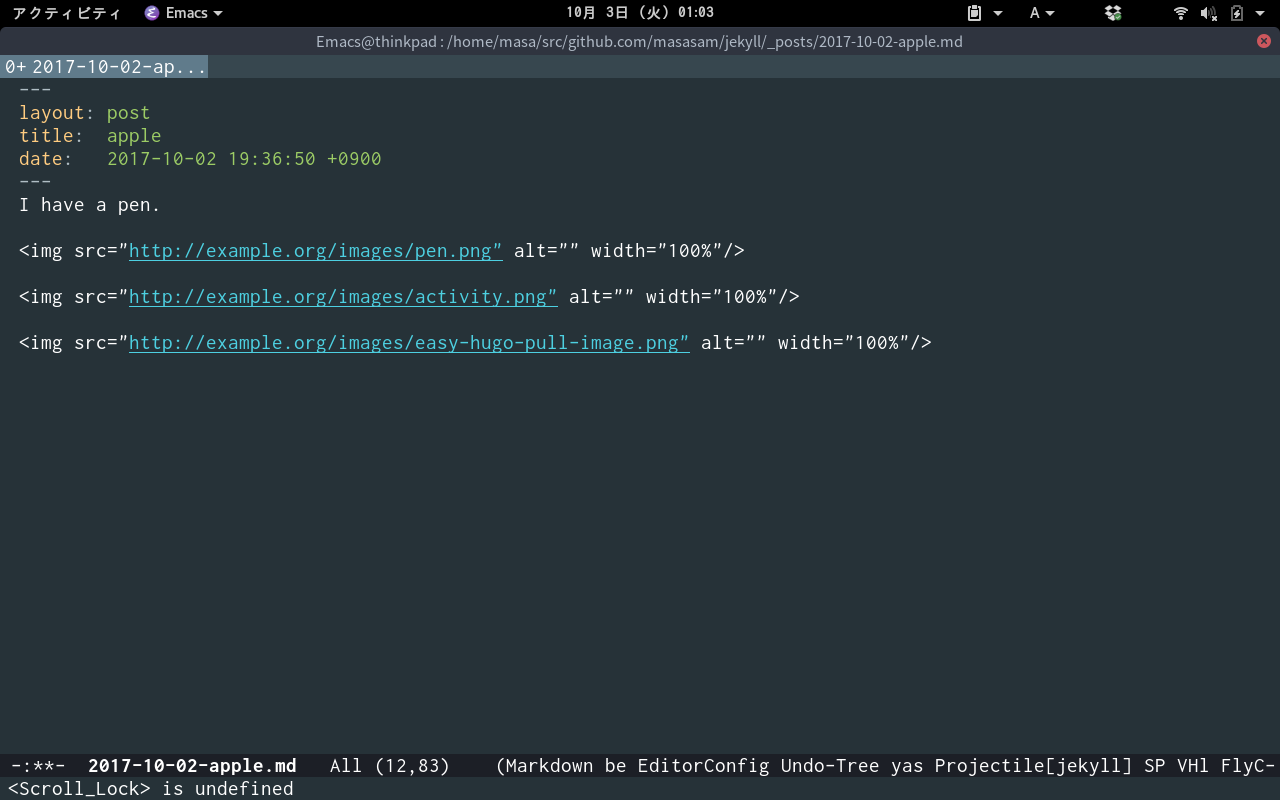 アクティビティ Emacs 10月 3日 (火) 01:03 A
Emacs@thinkpad : /home/masa/src/github.com/masasam/jekyll/_posts/2017-10-02-apple.md
0+ 2017-10-02-ap...
---
layout: post
title:  apple
date:   2017-10-02 19:36:50 +0900
---
I have a pen.
<img src="http://example.org/images/pen.png" alt="" width="100%"/>
<img src="http://example.org/images/activity.png" alt="" width="100%"/>
<img src="http://example.org/images/easy-hugo-pull-image.png" alt="" width="100%"/>
-:**-  2017-10-02-apple.md   All (12,83)    (Markdown be EditorConfig Undo-Tree yas Projectile[jekyll] SP VHl FlyC-
<Scroll_Lock> is undefined